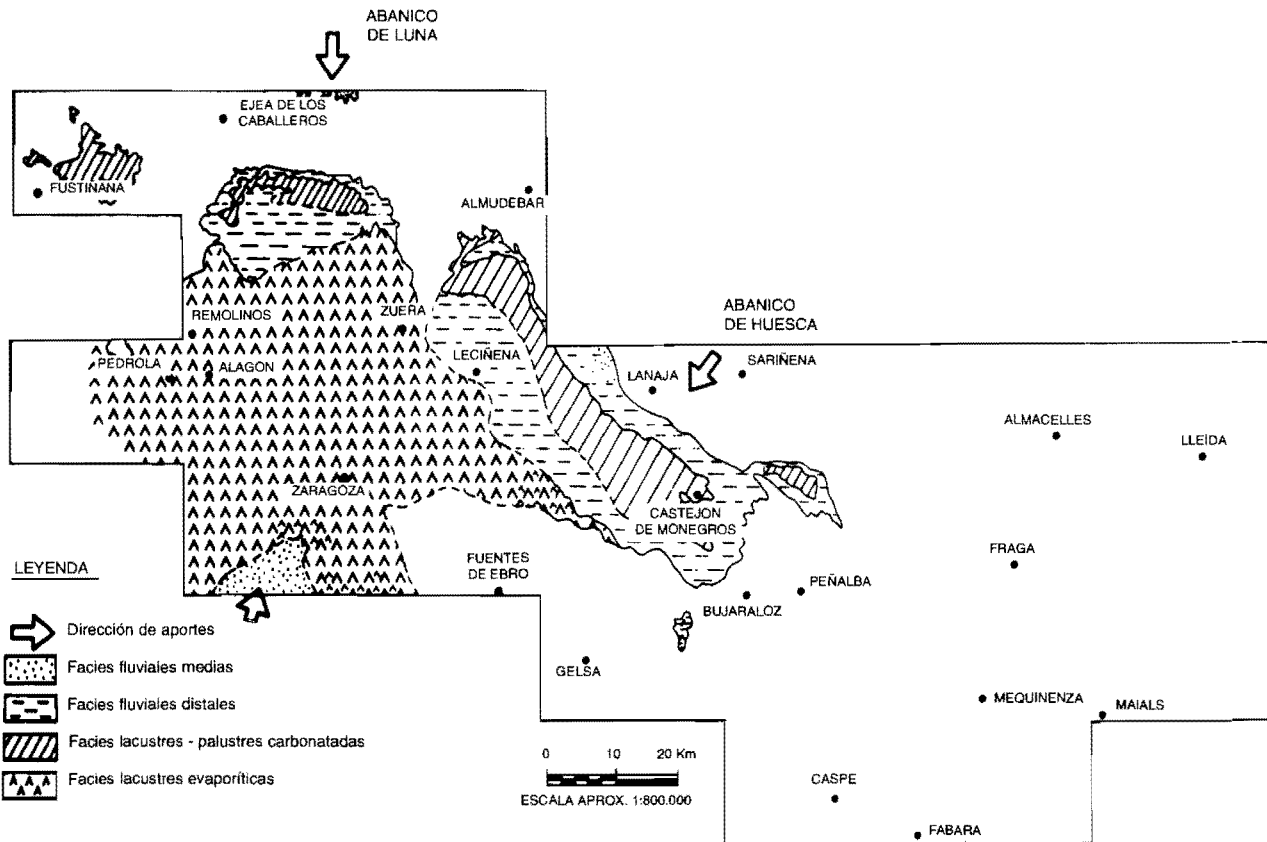 ABANICO
DE LUNA
EJEA DE LOS
CABALLEROS
FUSTIÑANA
ALMUDEBAR
REMOLINOS
ZUERA
ABANICO
DE HUESCA
PEDROLA
ALAGON
LECIÑENA
LANAJA
SARIÑENA
ALMACELLES
LLEÍDA
ZARAGOZA
CASTEJON
DE MONEGROS
FUENTES
DE EBRO
FRAGA
PEÑALBA
BUJARALOZ
GELSA
MEQUINENZA
MAIALS
CASPE
FABARA
LEYENDA
Dirección de aportes
Facies fluviales medias
Facies fluviales distales
Facies lacustres - palustres carbonatadas
Facies lacustres evaporíticas
0 10 20 Km
ESCALA APROX. 1:800.000